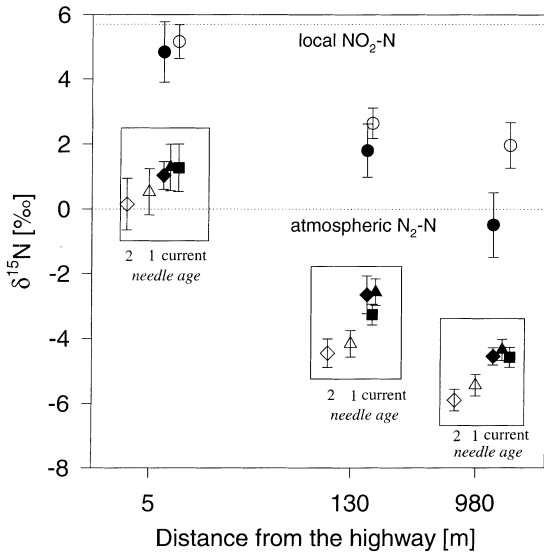 6
4
2
0
-2
-4
-6
-8
δ¹⁵N [‰]
local NO₂-N
atmospheric N₂-N
2 1 current
needle age
2 1 current
needle age
2 1 current
needle age
5 130 980
Distance from the highway [m]